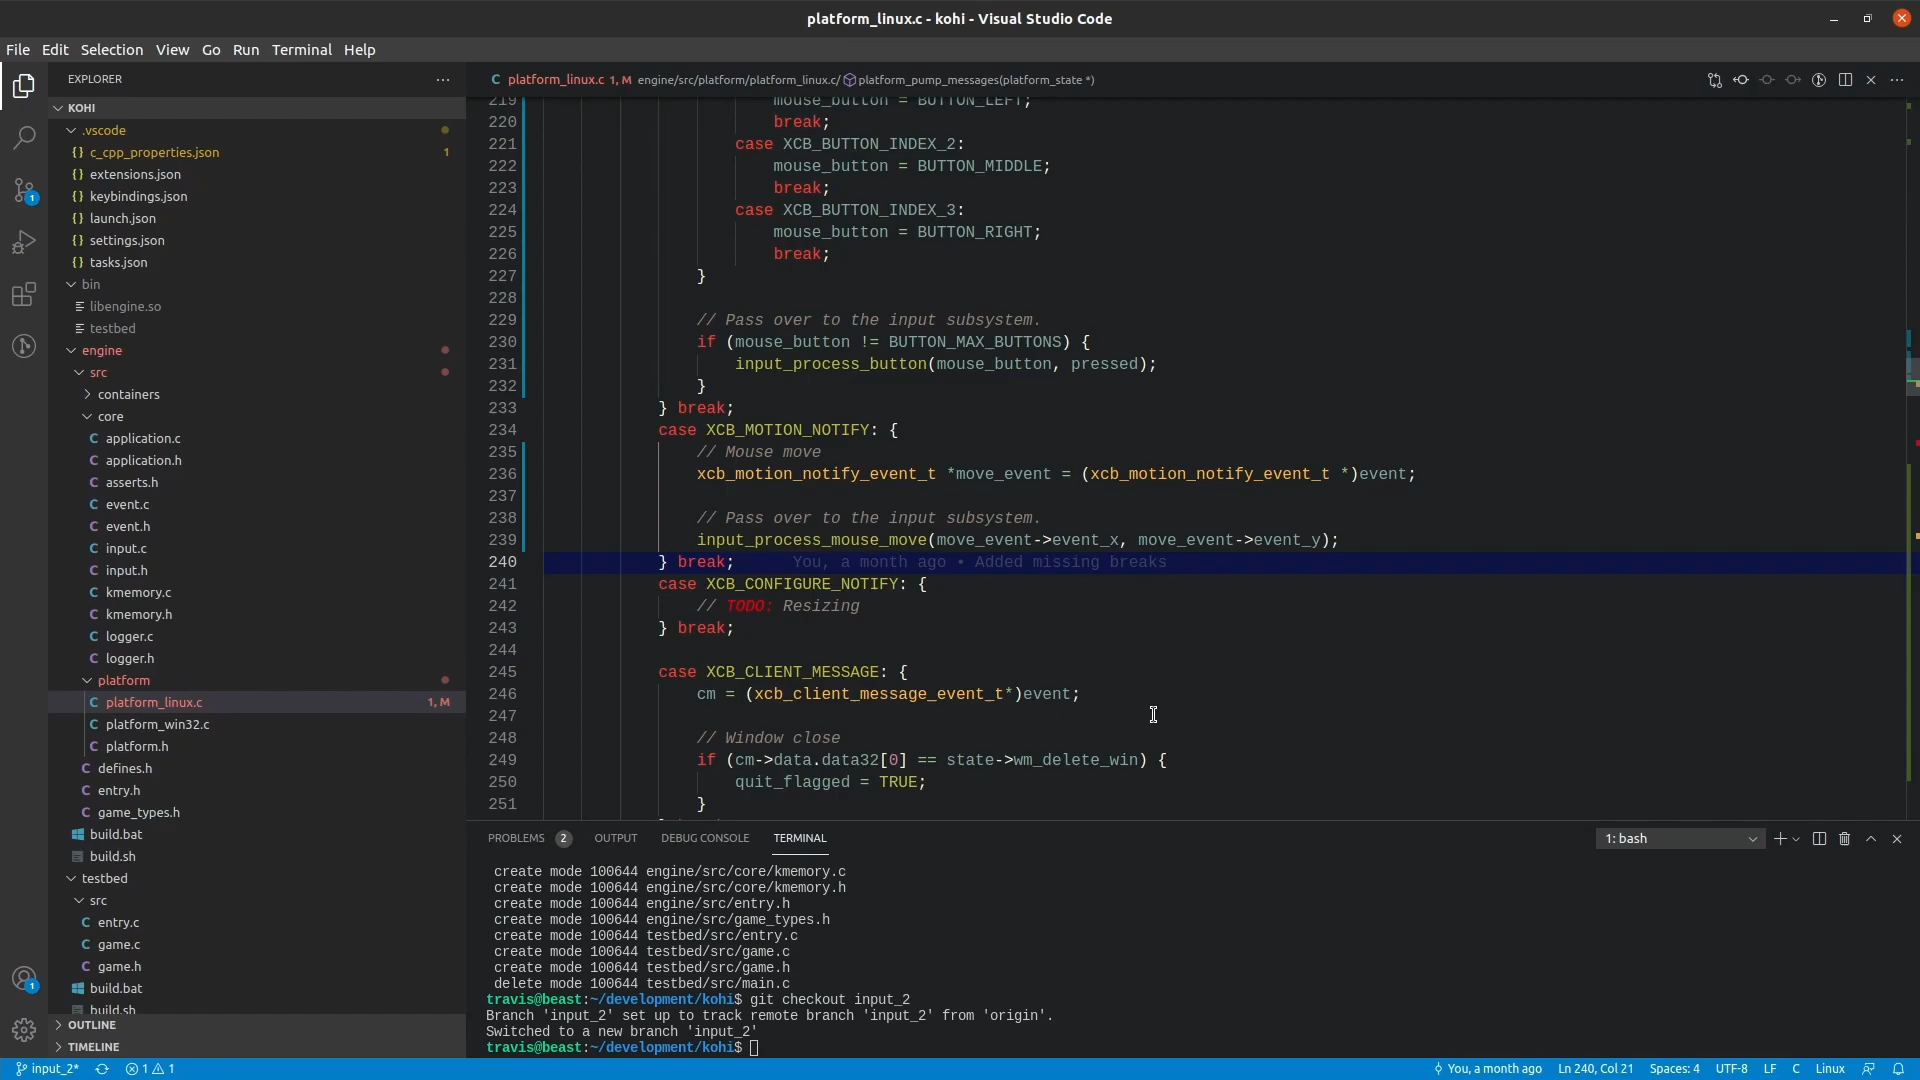 platform_linux.c - kohi - Visual Studio Code
File Edit Selection View Go Run Terminal Help
EXPLORER
KOHI
.vscode
c_cpp_properties.json 1
extensions.json
keybindings.json
launch.json
settings.json
tasks.json
bin
libengine.so
testbed
engine
src
containers
core
application.c
application.h
asserts.h
event.c
event.h
input.c
input.h
kmemory.c
kmemory.h
logger.c
logger.h
platform
platform_linux.c 1, M
platform_win32.c
platform.h
defines.h
entry.h
game_types.h
build.bat
build.sh
testbed
src
entry.c
game.c
game.h
build.bat
build.sh
OUTLINE
TIMELINE
1
1
platform_linux.c 1, M engine/src/platform/platform_linux.c/ platform_pump_messages(platform_state *)
219 mouse_button = BUTTON_LEFT;
220 break;
221 case XCB_BUTTON_INDEX_2:
222 mouse_button = BUTTON_MIDDLE;
223 break;
224 case XCB_BUTTON_INDEX_3:
225 mouse_button = BUTTON_RIGHT;
226 break;
227 }
228
229 // Pass over to the input subsystem.
230 if (mouse_button != BUTTON_MAX_BUTTONS) {
231 input_process_button(mouse_button, pressed);
232 }
233 } break;
234 case XCB_MOTION_NOTIFY: {
235 // Mouse move
236 xcb_motion_notify_event_t *move_event = (xcb_motion_notify_event_t *)event;
237
238 // Pass over to the input subsystem.
239 input_process_mouse_move(move_event->event_x, move_event->event_y);
240 } break; You, a month ago • Added missing breaks
241 case XCB_CONFIGURE_NOTIFY: {
242 // TODO: Resizing
243 } break;
244
245 case XCB_CLIENT_MESSAGE: {
246 cm = (xcb_client_message_event_t*)event;
247
248 // Window close
249 if (cm->data.data32[0] == state->wm_delete_win) {
250 quit_flagged = TRUE;
251 }
PROBLEMS 2 OUTPUT DEBUG CONSOLE TERMINAL 1: bash
create mode 100644 engine/src/core/kmemory.c
create mode 100644 engine/src/core/kmemory.h
create mode 100644 engine/src/entry.h
create mode 100644 engine/src/game_types.h
create mode 100644 testbed/src/entry.c
create mode 100644 testbed/src/game.c
create mode 100644 testbed/src/game.h
delete mode 100644 testbed/src/main.c
travis@beast:~/development/kohi$ git checkout input_2
Branch 'input_2' set up to track remote branch 'input_2' from 'origin'.
Switched to a new branch 'input_2'
travis@beast:~/development/kohi$
input_2* 1 1 You, a month ago Ln 240, Col 21 Spaces: 4 UTF-8 LF C Linux